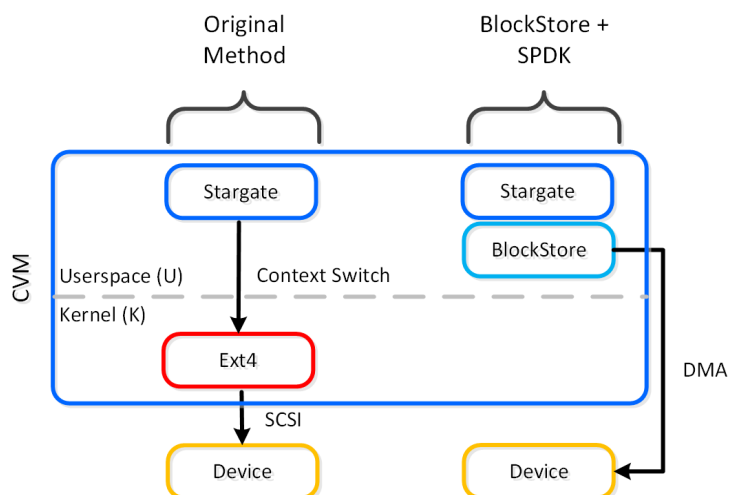 Original
Method
BlockStore +
SPDK
Stargate
Stargate
BlockStore
CVM
Userspace (U)
Context Switch
Kernel (K)
Ext4
DMA
SCSI
Device
Device